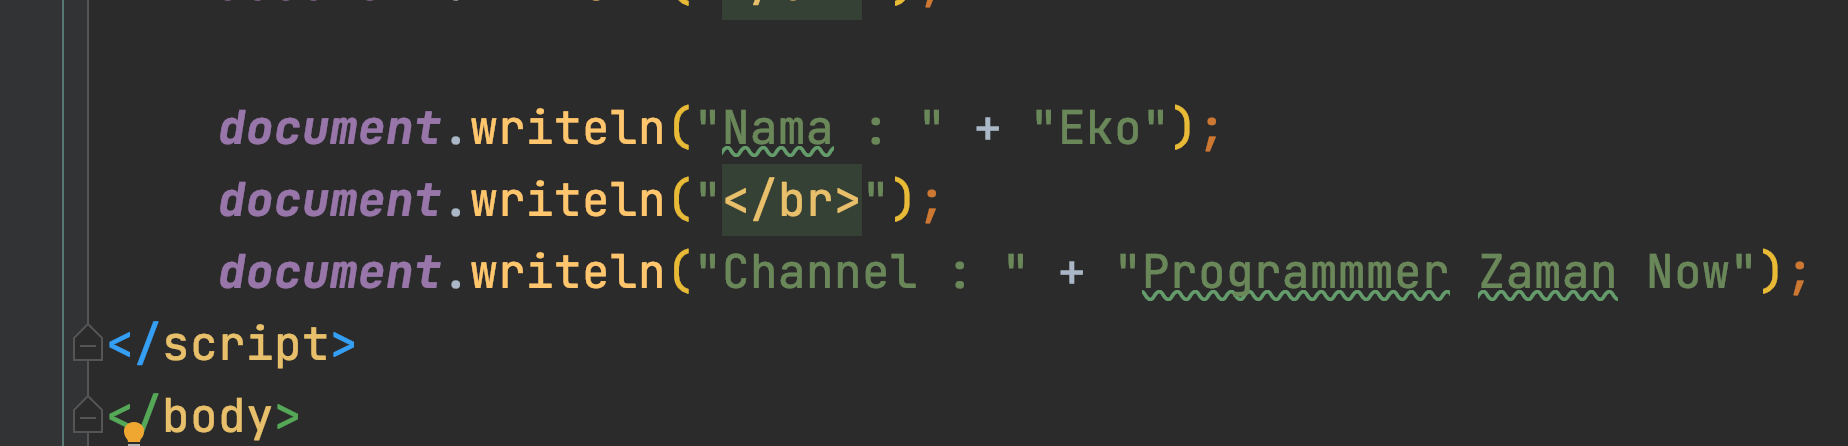 document.writeln("Nama : " + "Eko");
document.writeln("</br>");
document.writeln("Channel : " + "Programmmer Zaman Now");
</script>
</body>